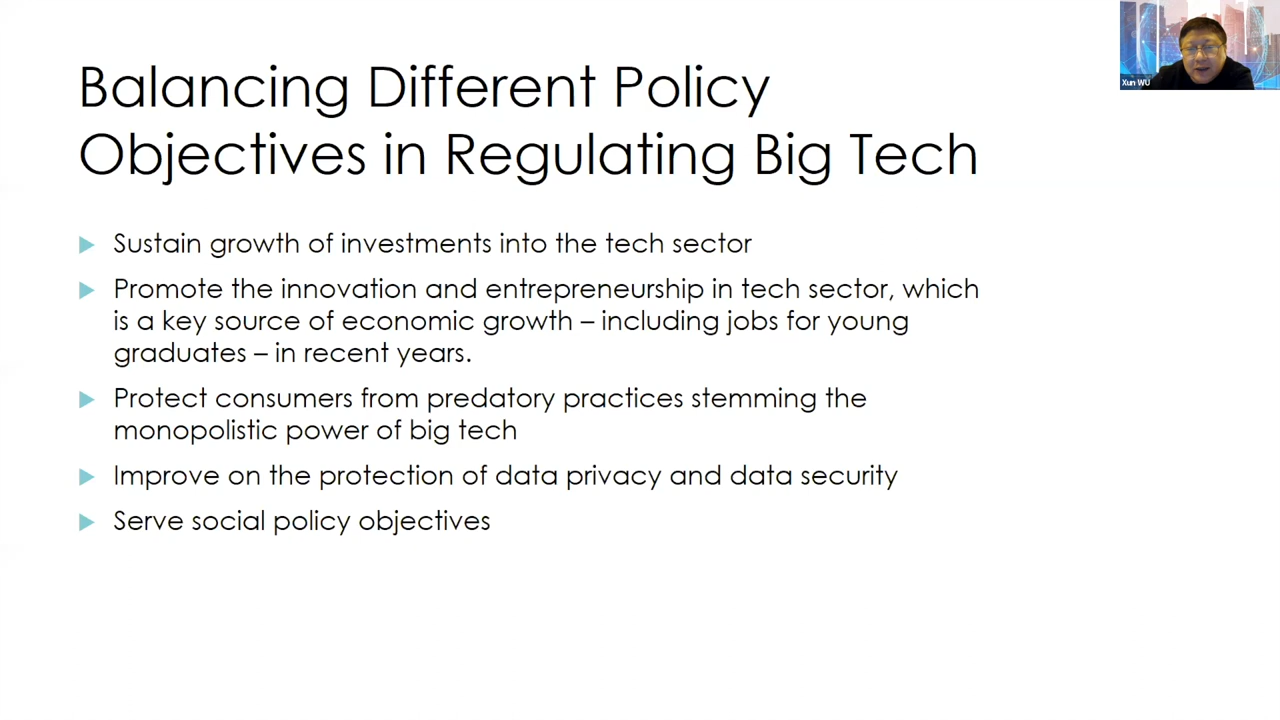 Balancing Different Policy
Objectives in Regulating Big Tech
Sustain growth of investments into the tech sector
Promote the innovation and entrepreneurship in tech sector, which
is a key source of economic growth – including jobs for young
graduates – in recent years.
Protect consumers from predatory practices stemming the
monopolistic power of big tech
Improve on the protection of data privacy and data security
Serve social policy objectives
Xun WU